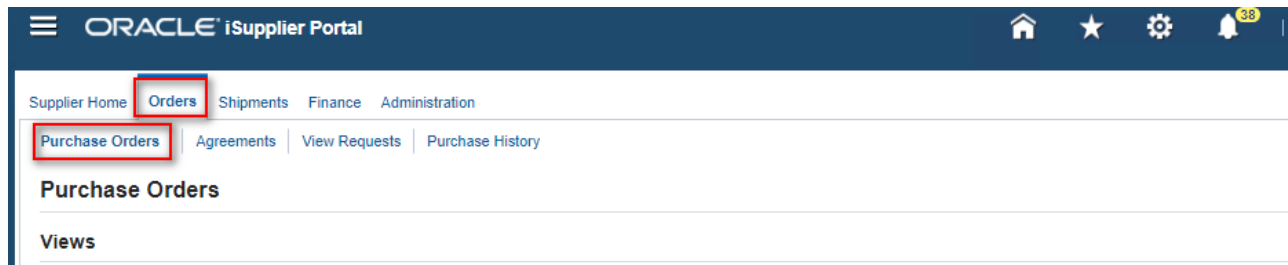 ORACLE iSupplier Portal 38
Supplier Home Orders Shipments Finance Administration
Purchase Orders Agreements View Requests Purchase History
Purchase Orders
Views